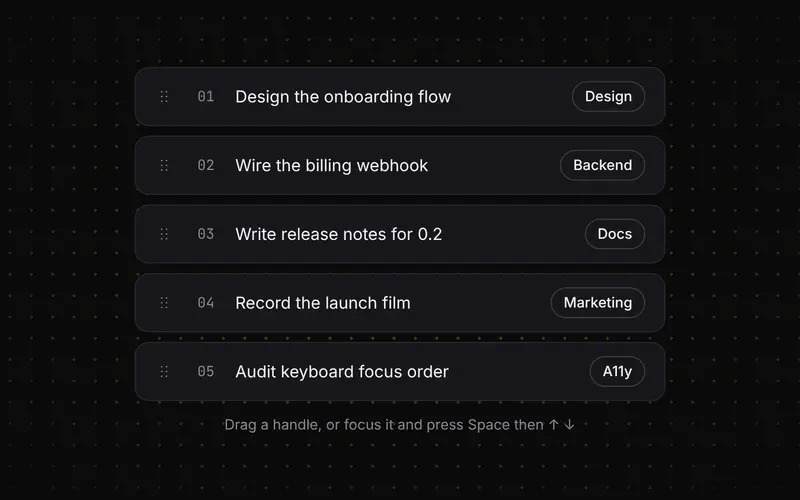 01 Design the onboarding flow Design
02 Wire the billing webhook Backend
03 Write release notes for 0.2 Docs
04 Record the launch film Marketing
05 Audit keyboard focus order A11y
Drag a handle, or focus it and press Space then ↑ ↓